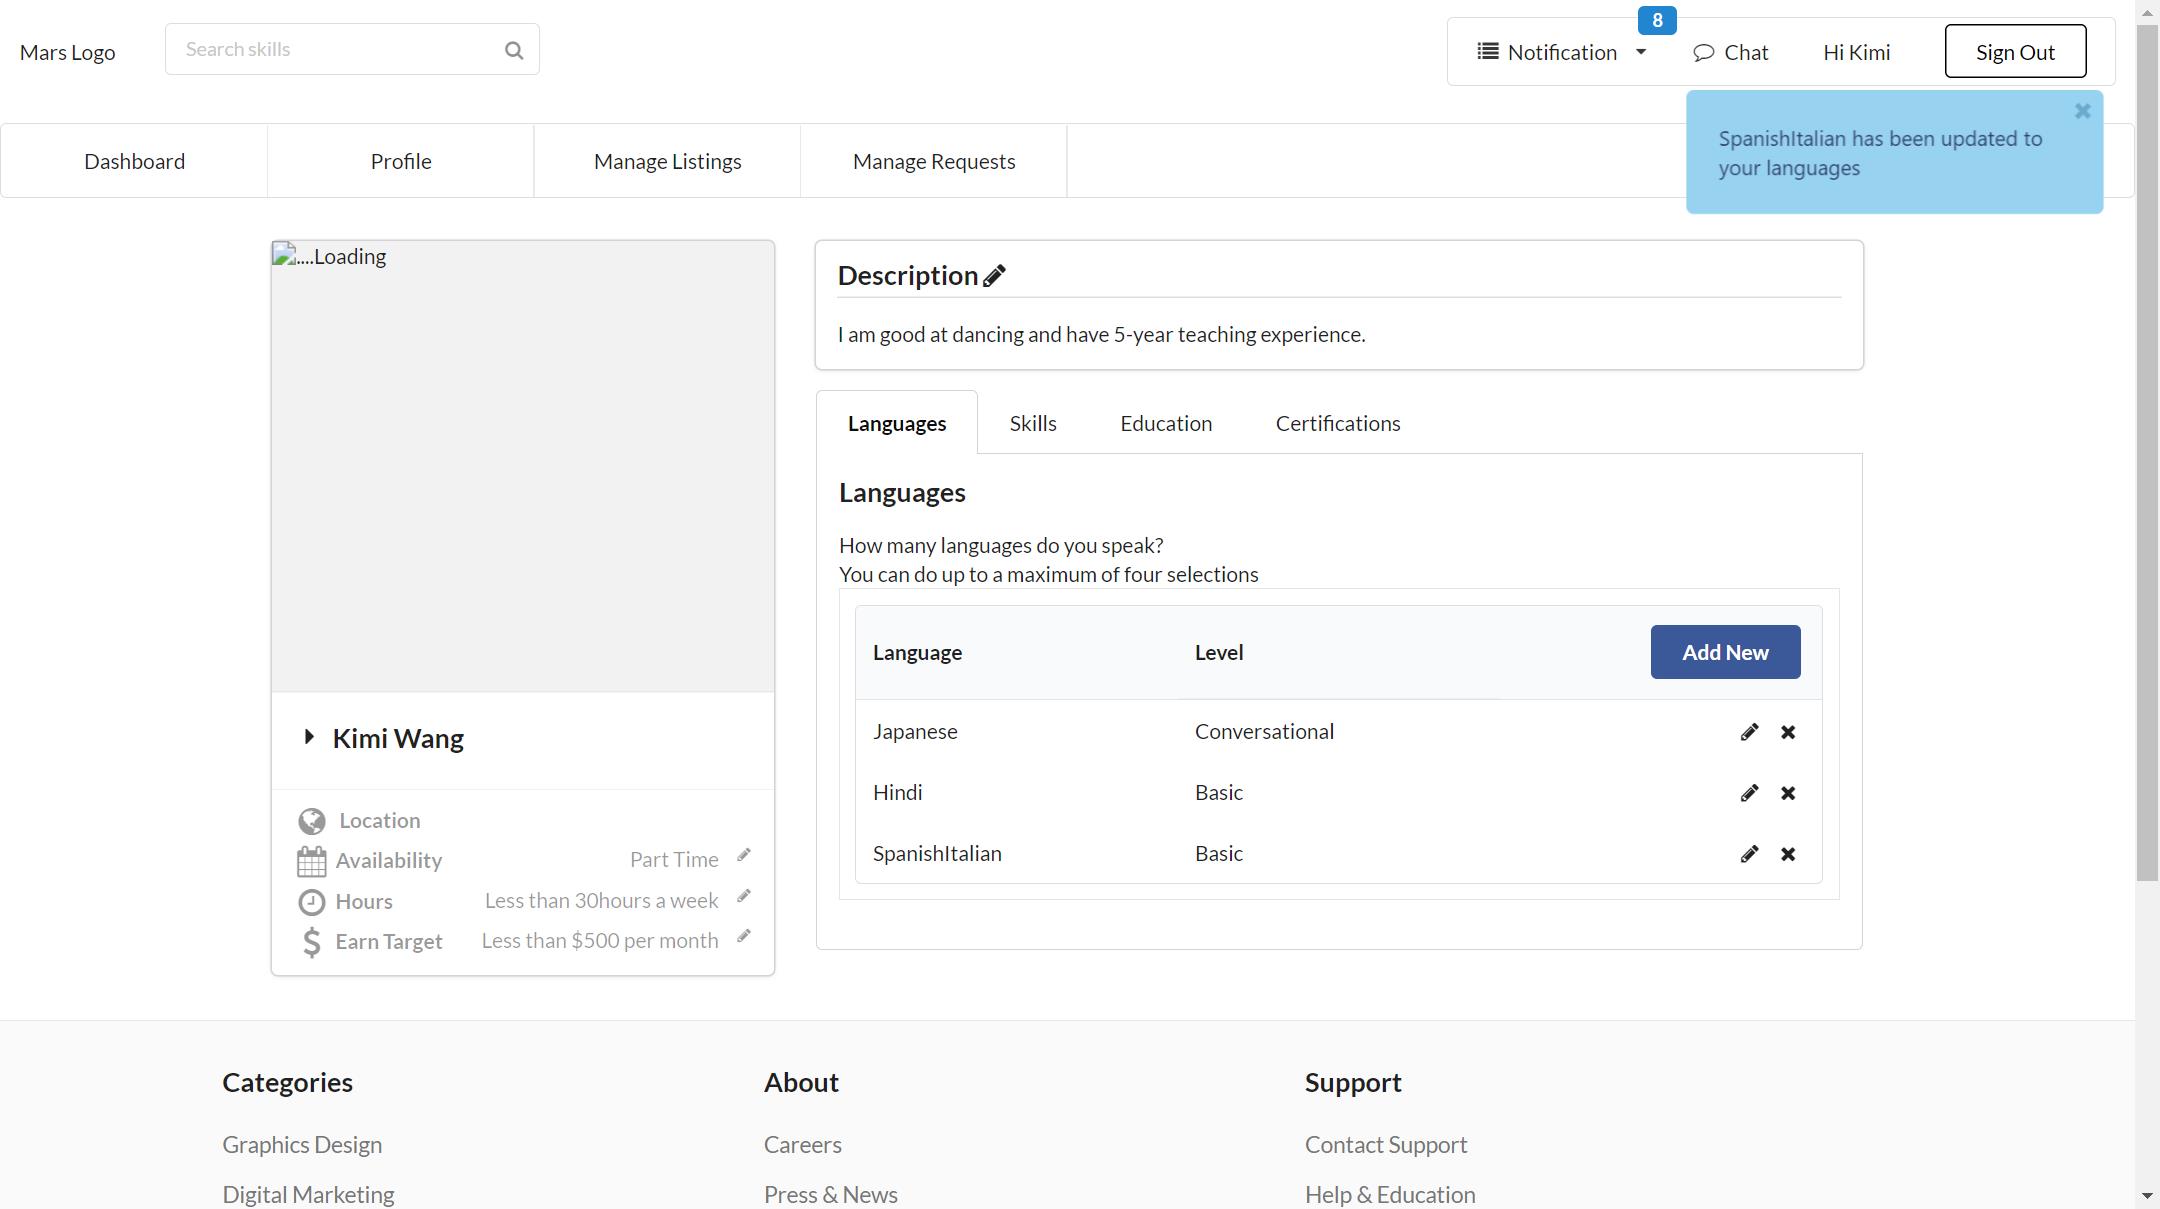 Mars Logo
Search skills
8
Notification
Chat
Hi Kimi
Sign Out
SpanishItalian has been updated to
your languages
Dashboard
Profile
Manage Listings
Manage Requests
....Loading
Kimi Wang
Location
Availability Part Time
Hours Less than 30hours a week
Earn Target Less than $500 per month
Description
I am good at dancing and have 5-year teaching experience.
Languages Skills Education Certifications
Languages
How many languages do you speak?
You can do up to a maximum of four selections
Language Level Add New
Japanese Conversational
Hindi Basic
SpanishItalian Basic
Categories
Graphics Design
Digital Marketing
About
Careers
Press & News
Support
Contact Support
Help & Education